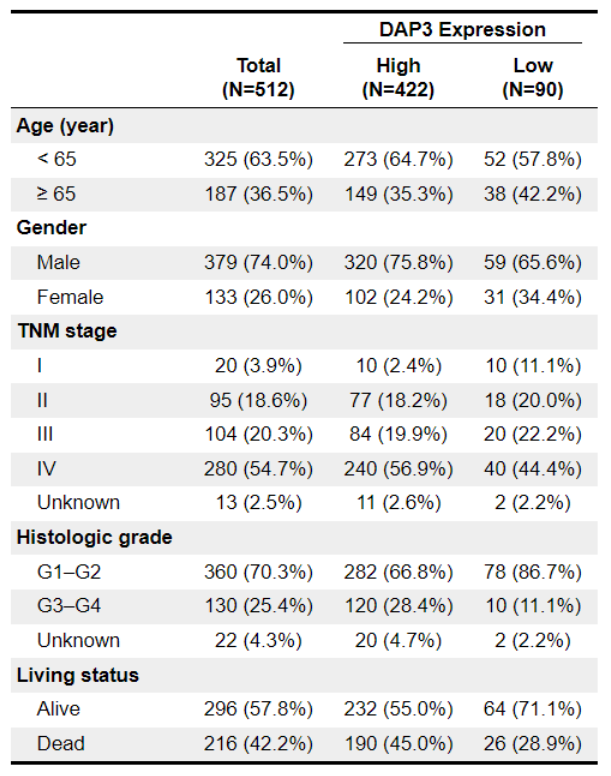 DAP3 Expression
Total High Low
(N=512) (N=422) (N=90)
Age (year)
< 65 325 (63.5%) 273 (64.7%) 52 (57.8%)
≥ 65 187 (36.5%) 149 (35.3%) 38 (42.2%)
Gender
Male 379 (74.0%) 320 (75.8%) 59 (65.6%)
Female 133 (26.0%) 102 (24.2%) 31 (34.4%)
TNM stage
I 20 (3.9%) 10 (2.4%) 10 (11.1%)
II 95 (18.6%) 77 (18.2%) 18 (20.0%)
III 104 (20.3%) 84 (19.9%) 20 (22.2%)
IV 280 (54.7%) 240 (56.9%) 40 (44.4%)
Unknown 13 (2.5%) 11 (2.6%) 2 (2.2%)
Histologic grade
G1–G2 360 (70.3%) 282 (66.8%) 78 (86.7%)
G3–G4 130 (25.4%) 120 (28.4%) 10 (11.1%)
Unknown 22 (4.3%) 20 (4.7%) 2 (2.2%)
Living status
Alive 296 (57.8%) 232 (55.0%) 64 (71.1%)
Dead 216 (42.2%) 190 (45.0%) 26 (28.9%)